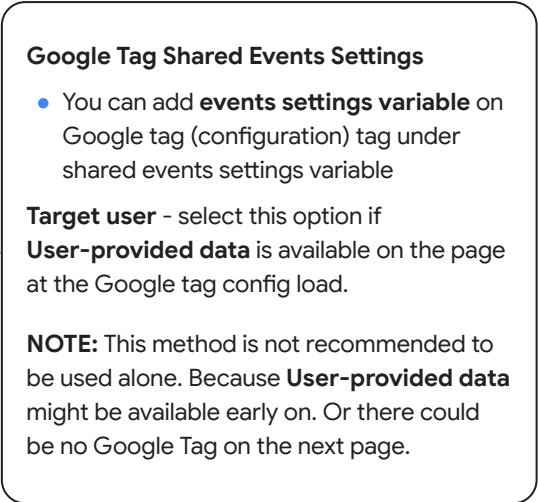 Google Tag Shared Events Settings
● You can add events settings variable on
Google tag (configuration) tag under
shared events settings variable
Target user - select this option if
User-provided data is available on the page
at the Google tag config load.
NOTE: This method is not recommended to
be used alone. Because User-provided data
might be available early on. Or there could
be no Google Tag on the next page.